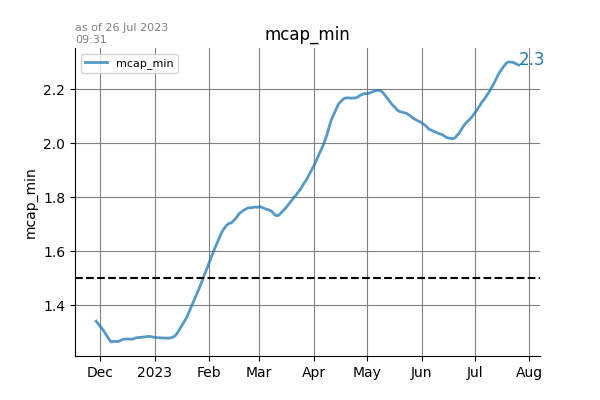 as of 26 Jul 2023
09:31
mcap_min
mcap_min
2.3
2.2
2.0
1.8
1.6
1.4
mcap_min
Dec 2023 Feb Mar Apr May Jun Jul Aug